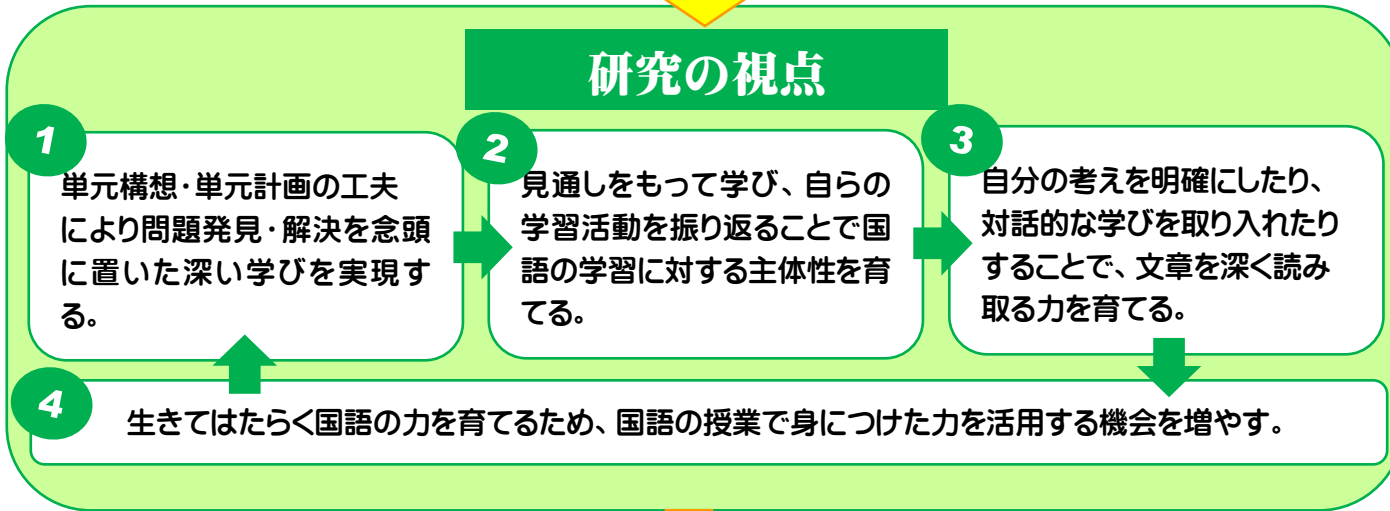 研究の視点
1
単元構想・単元計画の工夫
により問題発見・解決を念頭
に置いた深い学びを実現す
る。
2
見通しをもって学び、自らの
学習活動を振り返ることで国
語の学習に対する主体性を育
てる。
3
自分の考えを明確にしたり、
対話的な学びを取り入れたり
することで、文章を深く読み
取る力を育てる。
4
生きてはたらく国語の力を育てるため、国語の授業で身につけた力を活用する機会を増やす。